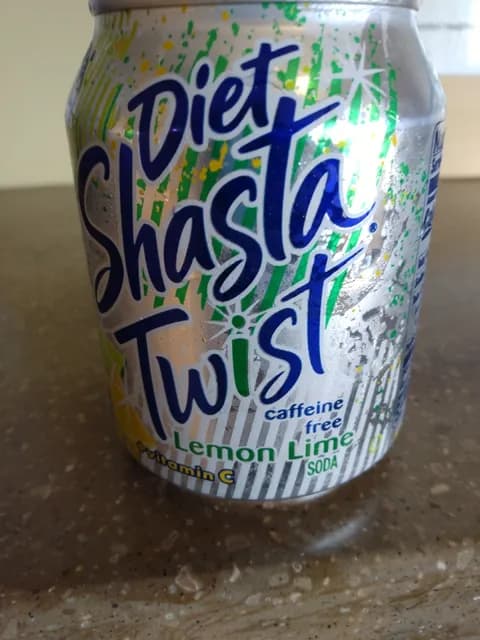 Diet
Shasta®
Twist
caffeine
free
Lemon Lime
SODA
vitamin C